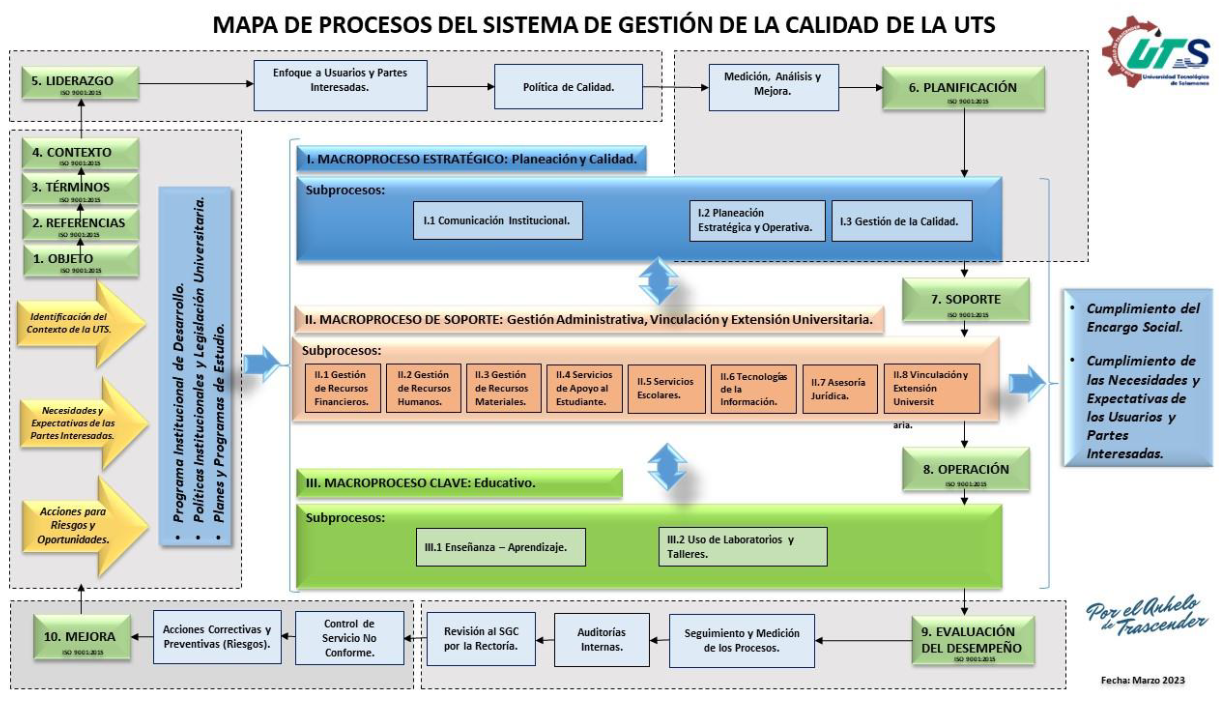 MAPA DE PROCESOS DEL SISTEMA DE GESTIÓN DE LA CALIDAD DE LA UTS
UTS
Universidad Tecnológica
de Salamanca
5. LIDERAZGO
ISO 9001:2015
Enfoque a Usuarios y Partes
Interesadas.
Política de Calidad.
Medición, Análisis y
Mejora.
6. PLANIFICACIÓN
ISO 9001:2015
4. CONTEXTO
ISO 9001:2015
3. TÉRMINOS
ISO 9001:2015
2. REFERENCIAS
ISO 9001:2015
1. OBJETO
ISO 9001:2015
Identificación del
Contexto de la UTS.
Necesidades y
Expectativas de las
Partes Interesadas.
Acciones para
Riesgos y
Oportunidades.
• Programa Institucional de Desarrollo.
• Políticas Institucionales y Legislación Universitaria.
• Planes y Programas de Estudio.
I. MACROPROCESO ESTRATÉGICO: Planeación y Calidad.
Subprocesos:
I.1 Comunicación Institucional.
I.2 Planeación
Estratégica y Operativa.
I.3 Gestión de la Calidad.
7. SOPORTE
ISO 9001:2015
II. MACROPROCESO DE SOPORTE: Gestión Administrativa, Vinculación y Extensión Universitaria.
Subprocesos:
II.1 Gestión
de Recursos
Financieros.
II.2 Gestión
de Recursos
Humanos.
II.3 Gestión
de Recursos
Materiales.
II.4 Servicios
de Apoyo al
Estudiante.
II.5 Servicios
Escolares.
II.6 Tecnologías
de la
Información.
II.7 Asesoría
Jurídica.
II.8 Vinculación y
Extensión
Universit
aria.
8. OPERACIÓN
ISO 9001:2015
III. MACROPROCESO CLAVE: Educativo.
Subprocesos:
III.1 Enseñanza – Aprendizaje.
III.2 Uso de Laboratorios y
Talleres.
• Cumplimiento del
Encargo Social.
• Cumplimiento de
las Necesidades y
Expectativas de
los Usuarios y
Partes
Interesadas.
10. MEJORA
ISO 9001:2015
Acciones Correctivas y
Preventivas (Riesgos).
Control de
Servicio No
Conforme.
Revisión al SGC
por la Rectoría.
Auditorías
Internas.
Seguimiento y Medición
de los Procesos.
9. EVALUACIÓN
DEL DESEMPEÑO
ISO 9001:2015
Por el Anhelo
de Trascender
Fecha: Marzo 2023